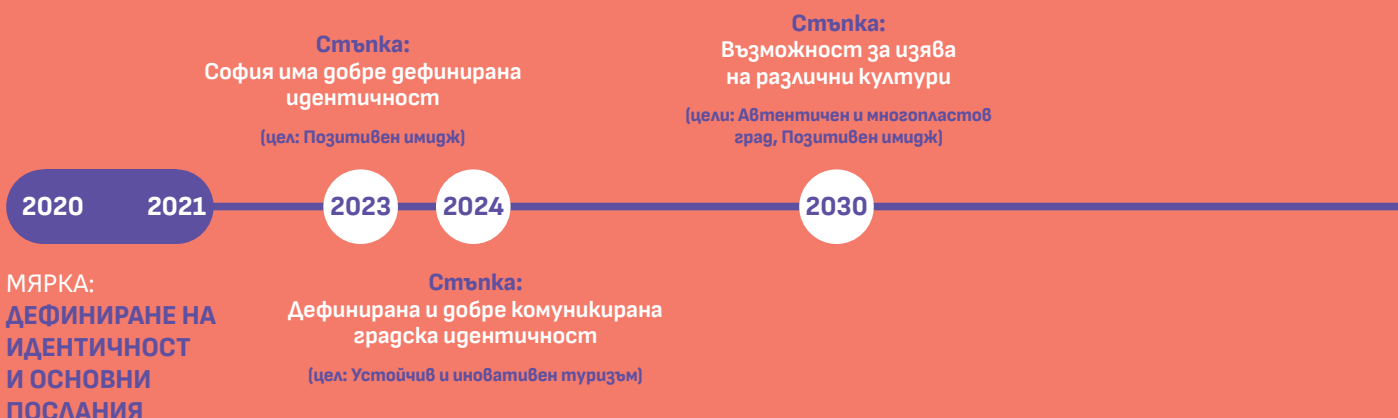 Стъпка:
София има добре дефинирана
идентичност
(цел: Позитивен имидж)
Стъпка:
Възможност за изява
на различни култури
(цели: Автентичен и многопластов
град, Позитивен имидж)
2020 2021 2023 2024 2030
МЯРКА:
ДЕФИНИРАНЕ НА
ИДЕНТИЧНОСТ
И ОСНОВНИ
ПОСЛАНИЯ
Стъпка:
Дефинирана и добре комуникирана
градска идентичност
(цел: Устойчив и иновативен туризъм)